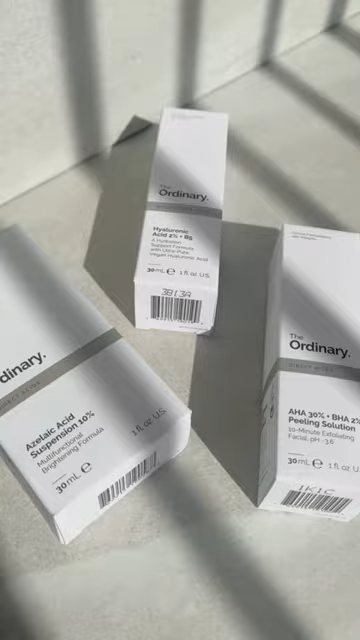 The
Ordinary.
Hyaluronic
Acid 2% + B5
A Hydration
Support Formula
with Ultra-Pure
Vegan Hyaluronic Acid
30 ml e 1 fl oz U.S.
3B13A
dinary.
Azelaic Acid
Suspension 10%
Multifunctional
Brightening Formula
30 ml e
1 fl oz U.S.
The
Ordinary.
AHA 30% + BHA 2%
Peeling Solution
10-Minute Exfoliating
Facial, pH ~3.6
30 ml e 1 fl oz U.S.